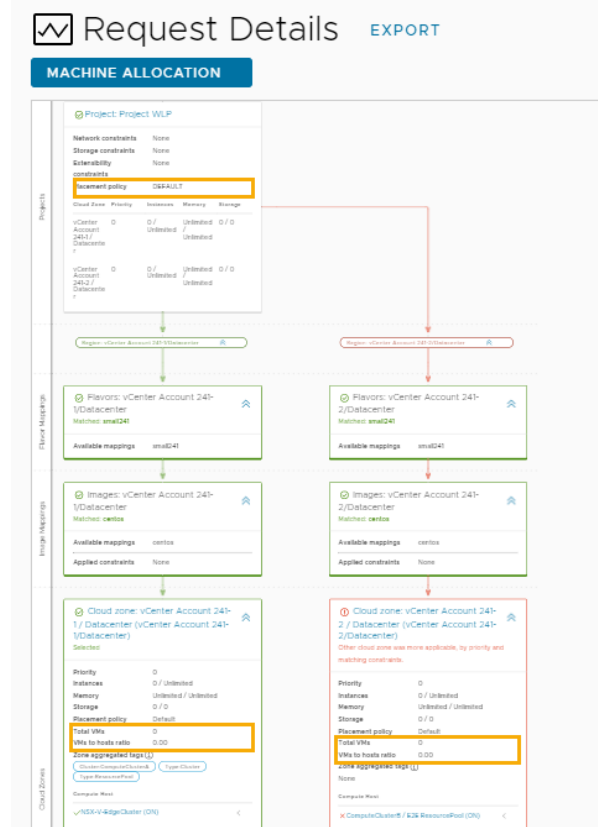 Request Details EXPORT
MACHINE ALLOCATION
Projects
Project: Project WLP
Network constraints None
Storage constraints None
Extensibility constraints None
Placement policy DEFAULT
Cloud Zone Priority Instances Memory Storage
vCenter Account 241-1 / Datacenter 0 0 / Unlimited Unlimited / Unlimited 0 / 0
vCenter Account 241-2 / Datacenter 0 0 / Unlimited Unlimited / Unlimited 0 / 0
Region: vCenter Account 241-1/Datacenter
Region: vCenter Account 241-2/Datacenter
Flavor Mappings
Flavors: vCenter Account 241-
1/Datacenter
Matched: small241
Available mappings small241
Flavors: vCenter Account 241-
2/Datacenter
Matched: small241
Available mappings small241
Image Mappings
Images: vCenter Account 241-
1/Datacenter
Matched: centos
Available mappings centos
Applied constraints None
Images: vCenter Account 241-
2/Datacenter
Matched: centos
Available mappings centos
Applied constraints None
Cloud Zones
Cloud zone: vCenter Account 241-
1 / Datacenter (vCenter Account 241-
1/Datacenter)
Selected
Priority 0
Instances 0 / Unlimited
Memory Unlimited / Unlimited
Storage 0 / 0
Placement policy Default
Total VMs 0
VMs to hosts ratio 0.00
Zone aggregated tags
Cluster:ComputeClusterA Type:Cluster
Type:ResourcePool
Compute Host
NSX-V-EdgeCluster (ON)
Cloud zone: vCenter Account 241-
2 / Datacenter (vCenter Account 241-
2/Datacenter)
Other cloud zone was more applicable, by priority and
matching constraints.
Priority 0
Instances 0 / Unlimited
Memory Unlimited / Unlimited
Storage 0 / 0
Placement policy Default
Total VMs 0
VMs to hosts ratio 0.00
Zone aggregated tags
None
Compute Host
ComputeClusterB / E2E ResourcePool (ON)